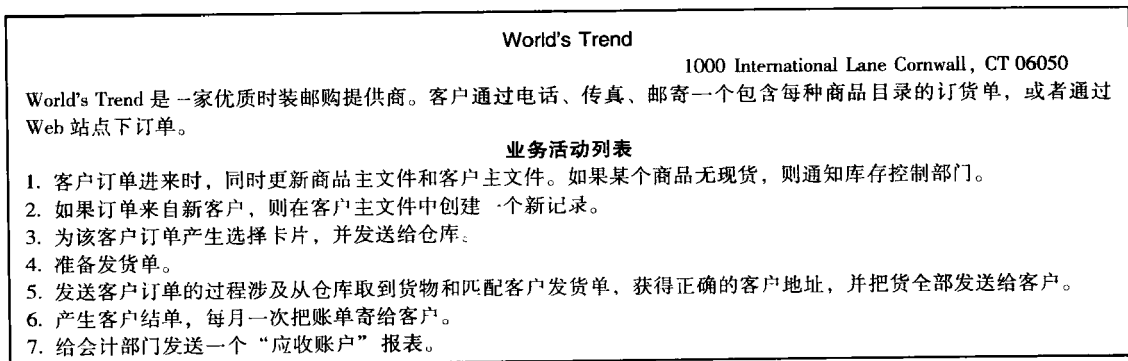 World's Trend
1000 International Lane Cornwall, CT 06050
World's Trend 是一家优质时装邮购提供商。客户通过电话、传真、邮寄一个包含每种商品目录的订货单，或者通过
Web 站点下订单。
业务活动列表
1. 客户订单进来时，同时更新商品主文件和客户主文件。如果某个商品无现货，则通知库存控制部门。
2. 如果订单来自新客户，则在客户主文件中创建一个新记录。
3. 为该客户订单产生选择卡片，并发送给仓库。
4. 准备发货单。
5. 发送客户订单的过程涉及从仓库取到货物和匹配客户发货单，获得正确的客户地址，并把货全部发送给客户。
6. 产生客户结单，每月一次把账单寄给客户。
7. 给会计部门发送一个“应收账户”报表。